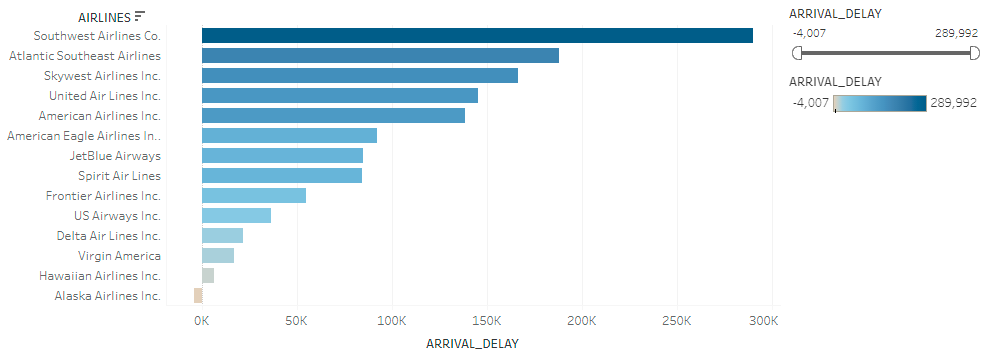 AIRLINES
Southwest Airlines Co.
Atlantic Southeast Airlines
Skywest Airlines Inc.
United Air Lines Inc.
American Airlines Inc.
American Eagle Airlines In..
JetBlue Airways
Spirit Air Lines
Frontier Airlines Inc.
US Airways Inc.
Delta Air Lines Inc.
Virgin America
Hawaiian Airlines Inc.
Alaska Airlines Inc.
0K 50K 100K 150K 200K 250K 300K
ARRIVAL_DELAY
ARRIVAL_DELAY
-4,007 289,992
ARRIVAL_DELAY
-4,007 289,992